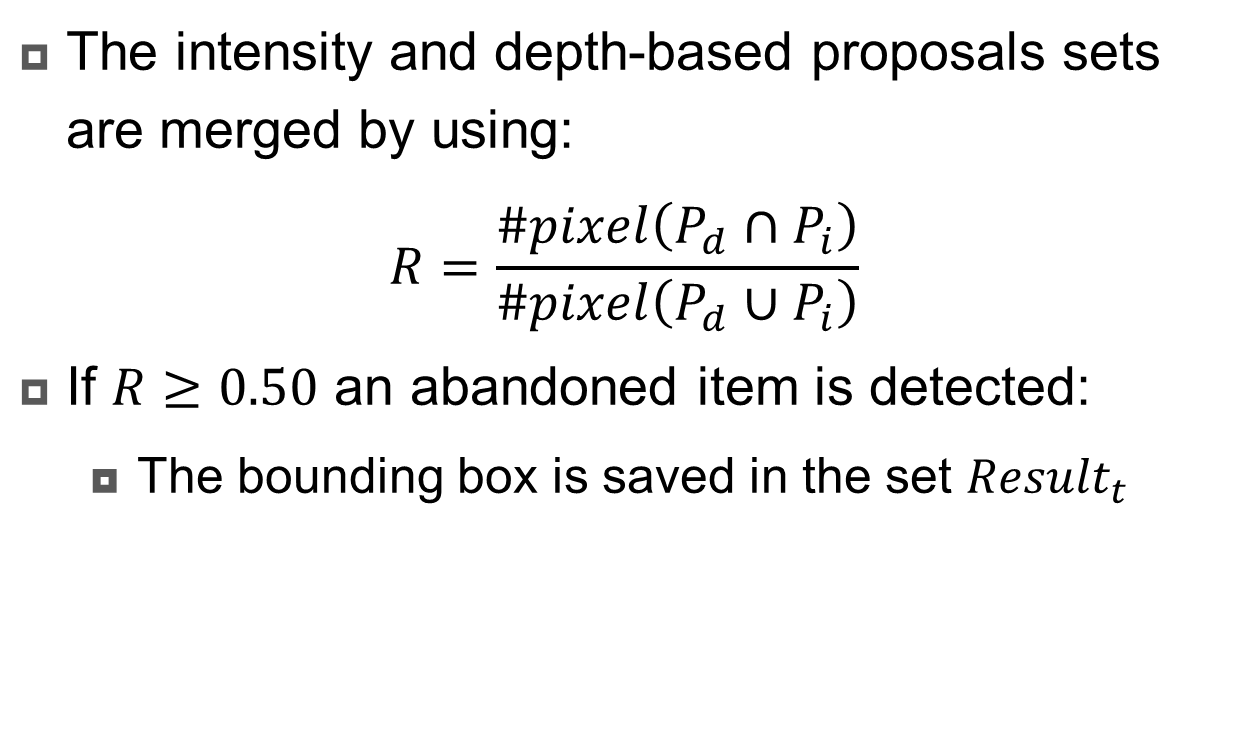 The intensity and depth-based proposals sets
are merged by using:
R = #pixel(P_d ∩ P_i) / #pixel(P_d ∪ P_i)
If R ≥ 0.50 an abandoned item is detected:
The bounding box is saved in the set Result_t